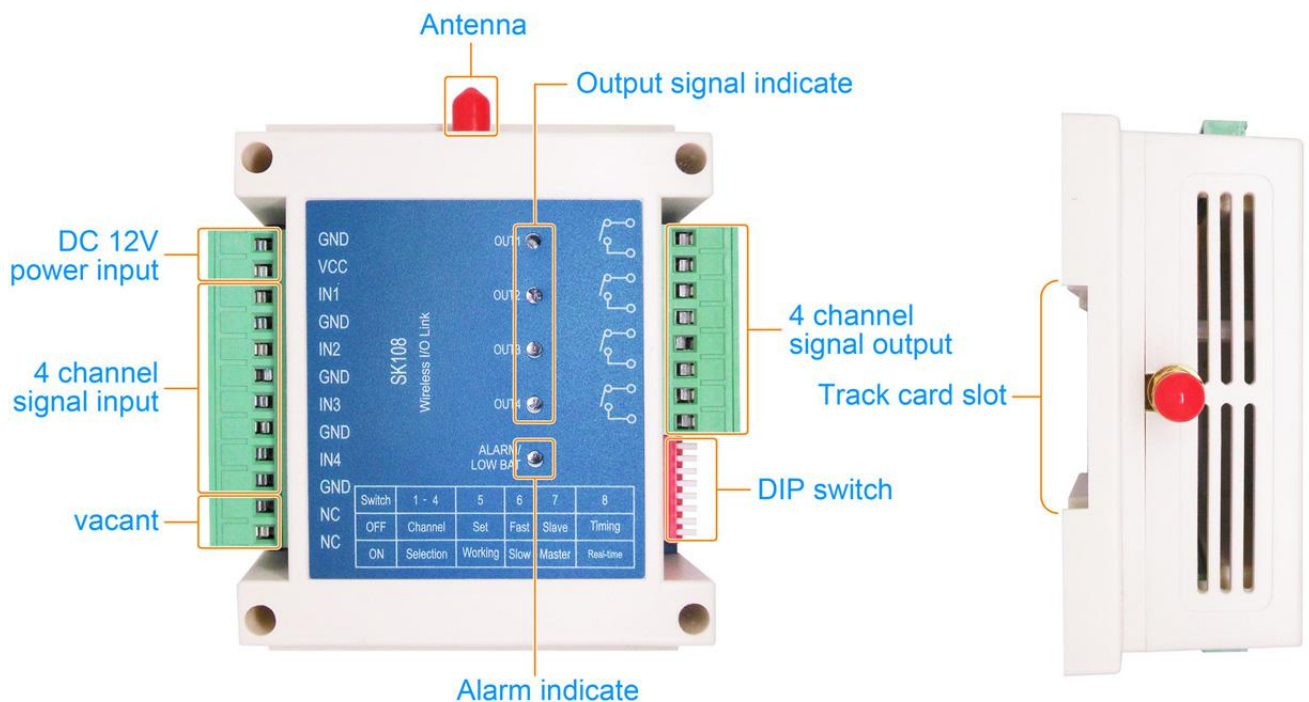 Antenna
Output signal indicate
DC 12V
power input
4 channel
signal input
vacant
GND
VCC
IN1
GND
IN2
GND
IN3
GND
IN4
GND
NC
NC
SK108
Wireless I/O Link
OUT1
OUT2
OUT3
OUT4
ALARM/
LOW BAT
Switch 1 - 4 5 6 7 8
OFF Channel Set Fast Slave Timing
ON Selection Working Slow Master Real-time
4 channel
signal output
DIP switch
Alarm indicate
Track card slot